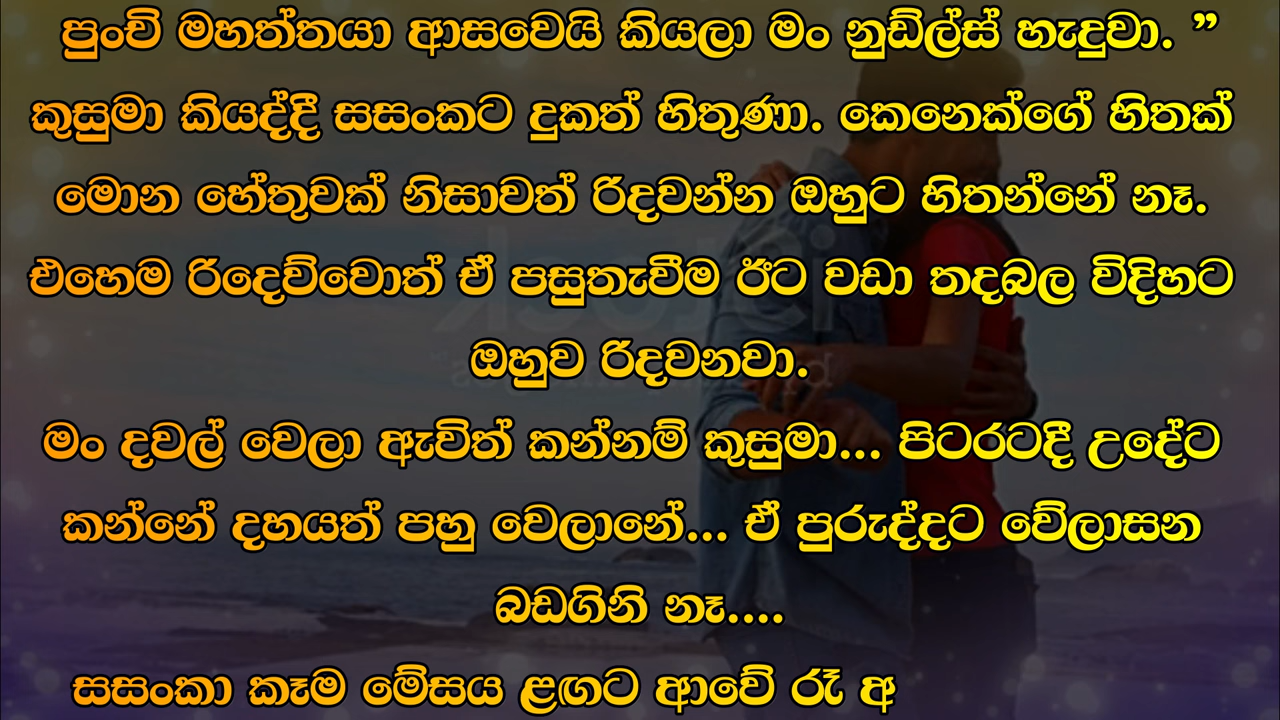 පුංචි මහත්තයා ආසවෙයි කියලා මං නුඩ්ල්ස් හැදුවා. ”
කුසුමා කියද්දී සසංකට දුකත් හිතුණා. කෙනෙක්ගේ හිතක්
මොන හේතුවක් නිසාවත් රිදවන්න ඔහුට හිතන්නේ නෑ.
එහෙම රිදෙව්වොත් ඒ පසුතැවීම ඊට වඩා තදබල විදිහට
ඔහුව රිදවනවා.
මං දවල් වෙලා ඇවිත් කන්නම් කුසුමා... පිටරටදී උදේට
කන්නේ දහයත් පහු වෙලානේ... ඒ පුරුද්දට වේලාසන
බඩගිනි නෑ....
සසංකා කෑම මේසය ළඟට ආවේ රෑ අ